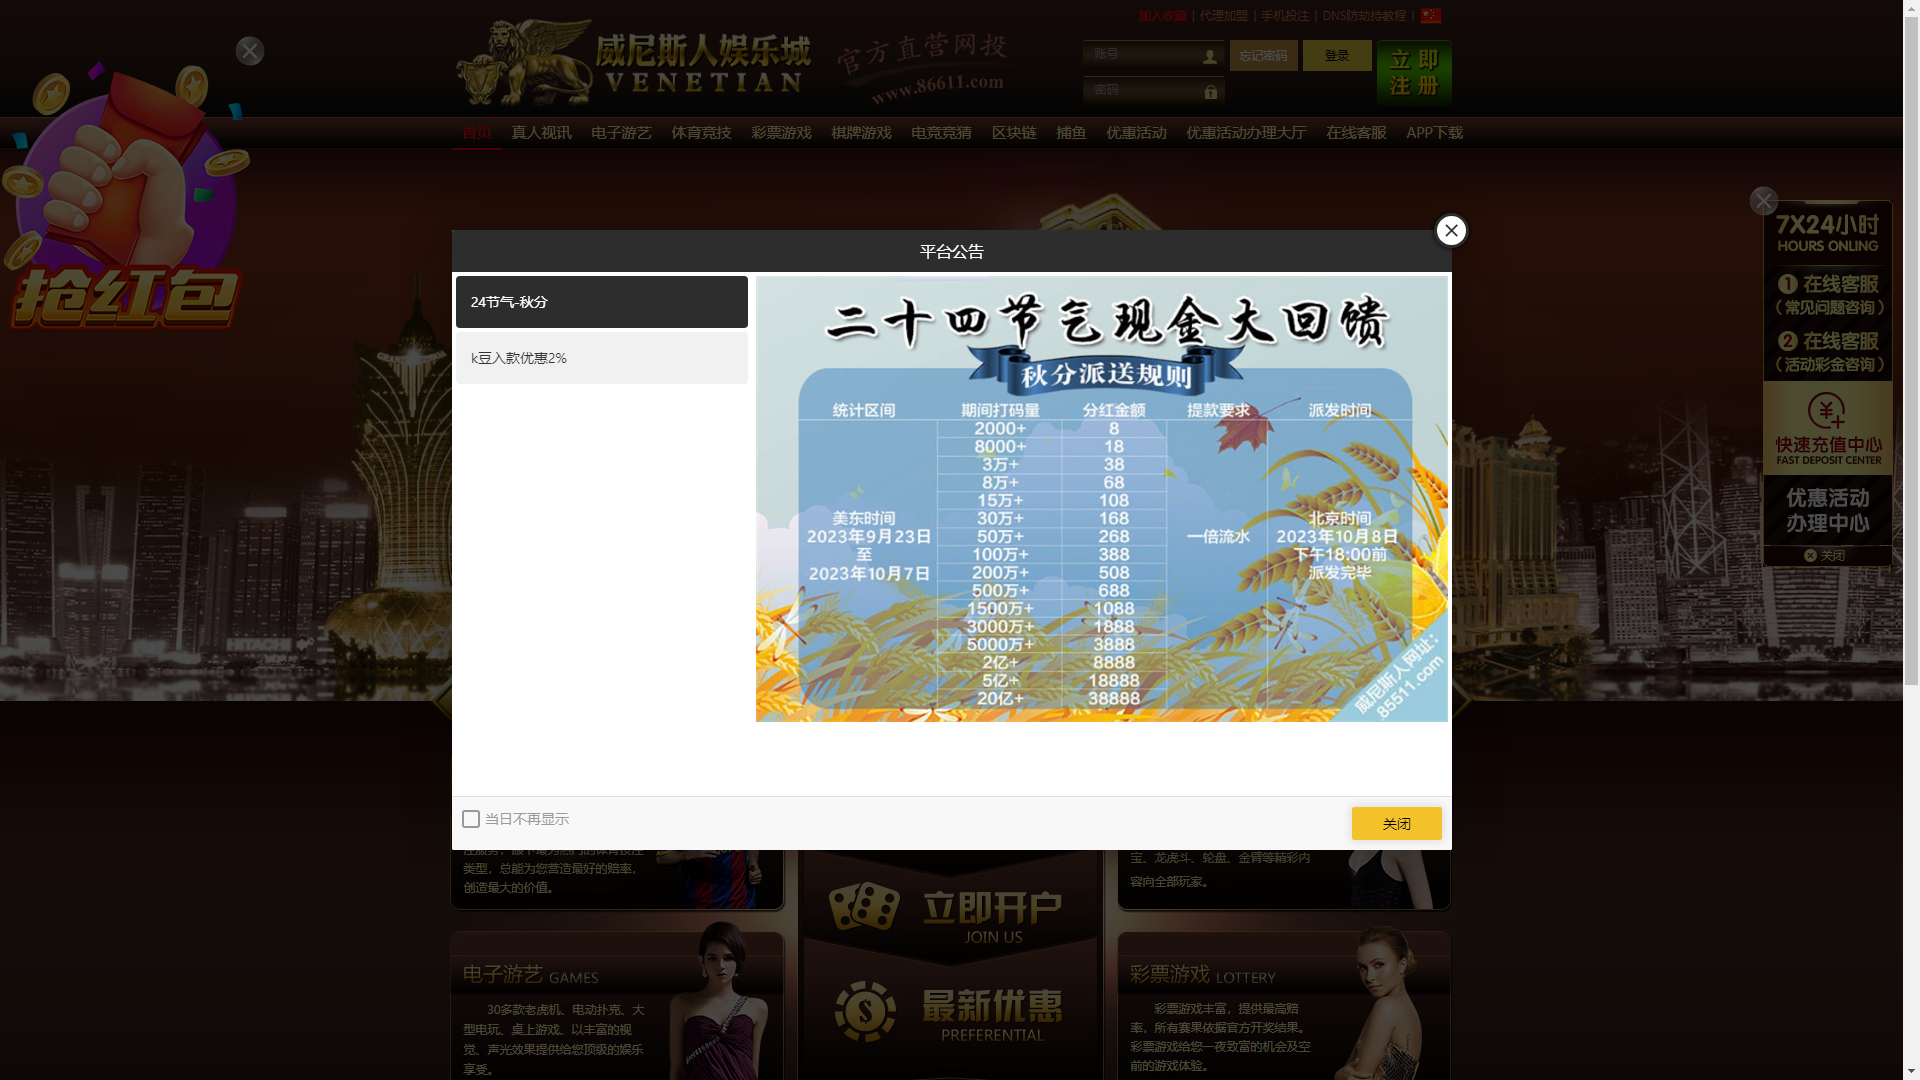 加入收藏 | 代理加盟 | 手机投注 | DNS防劫持教程 |
威尼斯人娱乐城
VENETIAN
官方直营网投
www.86611.com
账号
忘记密码
登录
立即
注册
密码
首页 真人视讯 电子游艺 体育竞技 彩票游戏 棋牌游戏 电竞竞猜 区块链 捕鱼 优惠活动 优惠活动办理大厅 在线客服 APP下载
抢红包
平台公告
24节气-秋分
k豆入款优惠2%
二十四节气现金大回馈
秋分派送规则
统计区间 期间打码量 分红金额 提款要求 派发时间
2000+ 8
8000+ 18
3万+ 38
8万+ 68
15万+ 108
30万+ 168
50万+ 268
100万+ 388
200万+ 508
500万+ 688
1500万+ 1088
3000万+ 1888
5000万+ 3888
2亿+ 8888
5亿+ 18888
20亿+ 38888
美东时间
2023年9月23日
至
2023年10月7日
一倍流水
北京时间
2023年10月8日
下午18:00前
派发完毕
威尼斯人网址:
85511.com
当日不再显示
关闭
7X24小时
HOURS ONLING
1 在线客服
(常见问题咨询)
2 在线客服
(活动彩金咨询)
快速充值中心
FAST DEPOSIT CENTER
优惠活动
办理中心
关闭
HITACHI
类型，总能为您营造最好的赔率，
创造最大的价值。
立即开户
JOIN US
宝、龙虎斗、轮盘、金臂等精彩内
容向全部玩家。
电子游艺 GAMES
30多款老虎机、电动扑克、大
型电玩、桌上游戏、以丰富的视
觉、声光效果提供给您顶级的娱乐
享受。
最新优惠
PREFERENTIAL
彩票游戏 LOTTERY
彩票游戏丰富，提供最高赔
率，所有赛果依据官方开奖结果。
彩票游戏给您一夜致富的机会及空
前的游戏体验。